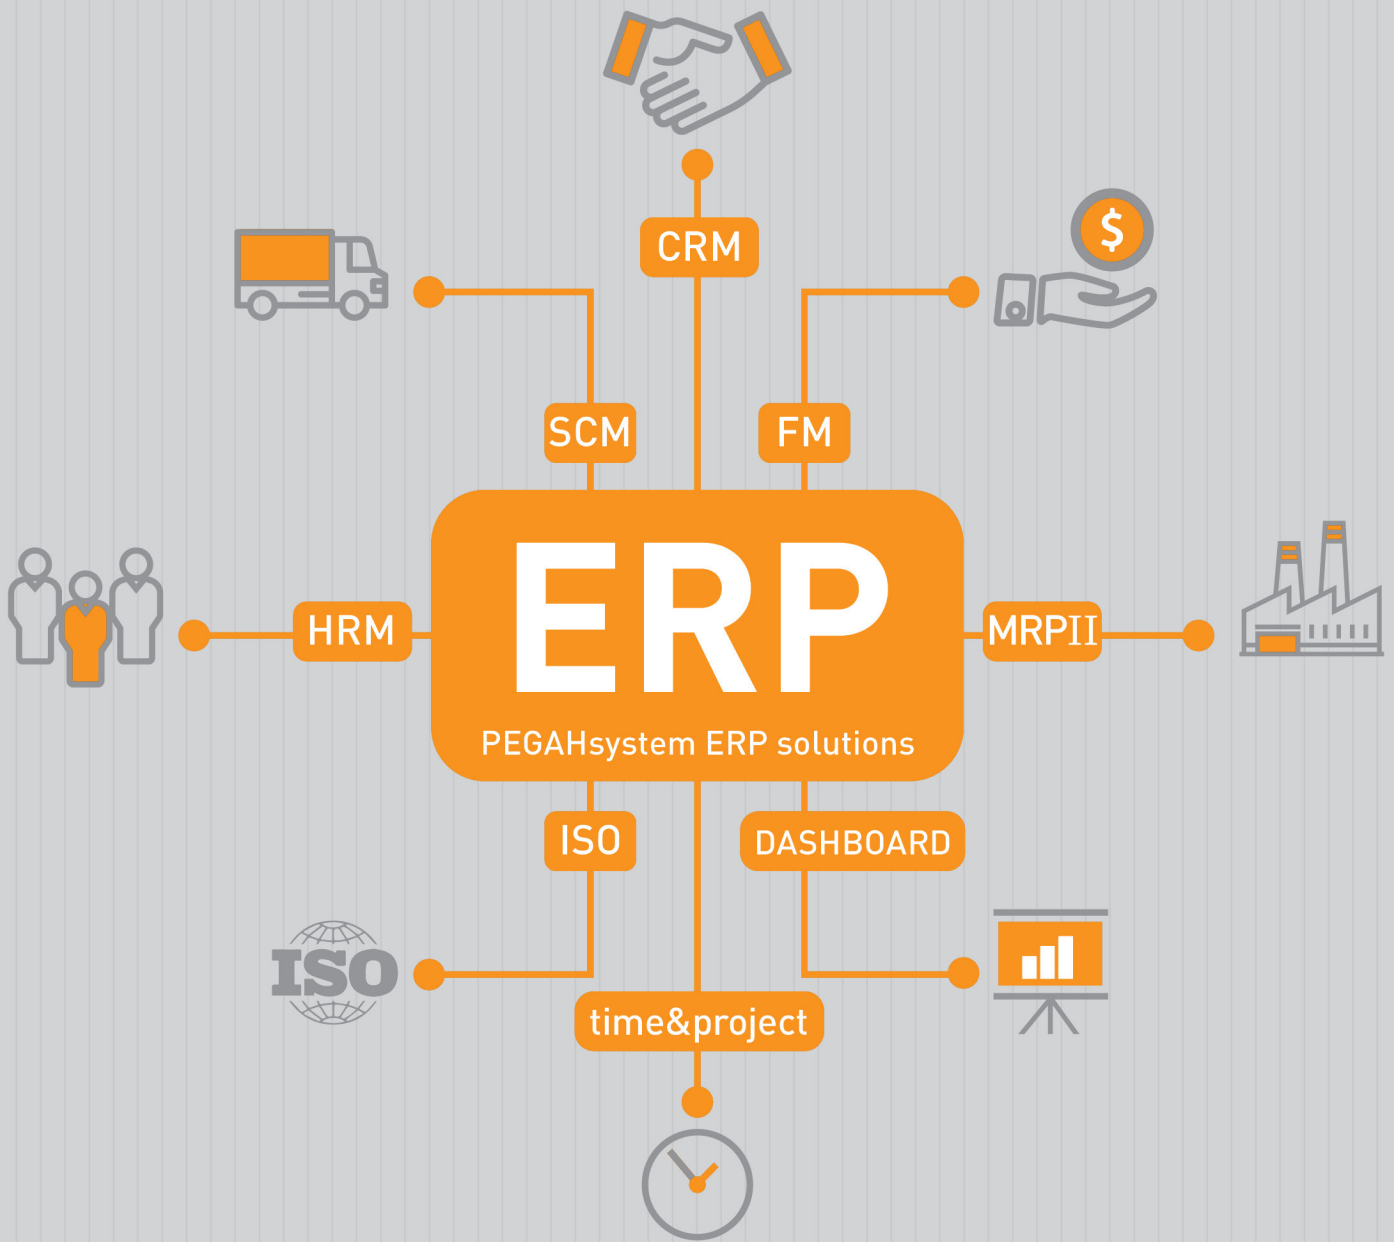 $
CRM
SCM
FM
ERP
PEGAHsystem ERP solutions
HRM
MRPII
ISO
DASHBOARD
ISO
time&project